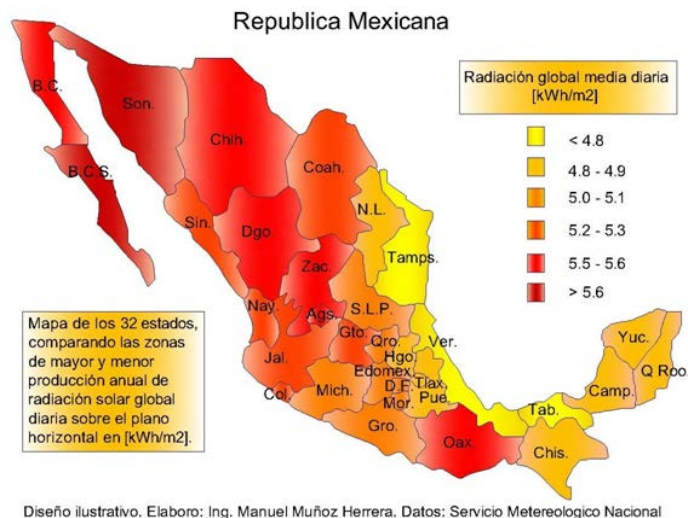 Republica Mexicana
Radiación global media diaria
[kWh/m2]
< 4.8
4.8 - 4.9
5.0 - 5.1
5.2 - 5.3
5.5 - 5.6
> 5.6
B.C.
Son.
Chih.
Coah.
B.C.S.
Sin.
Dgo.
N.L.
Tamps.
Zac.
Nay.
Ags.
S.L.P.
Jal.
Gto.
Qro.
Ver.
Hgo.
Edomex.
Col.
Mich.
D.F.
Tlax.
Mor.
Pue.
Gro.
Oax.
Tab.
Chis.
Camp.
Yuc.
Q Roo.
Mapa de los 32 estados,
comparando las zonas
de mayor y menor
producción anual de
radiación solar global
diaria sobre el plano
horizontal en [kWh/m2].
Diseño ilustrativo. Elaboro: Ing. Manuel Muñoz Herrera. Datos: Servicio Metereologico Nacional